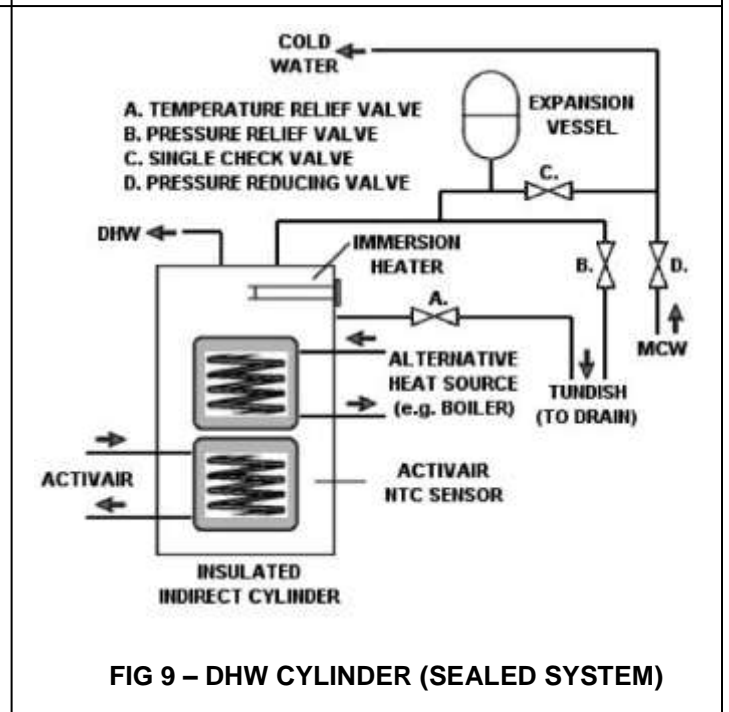 COLD
WATER
A. TEMPERATURE RELIEF VALVE
B. PRESSURE RELIEF VALVE
C. SINGLE CHECK VALVE
D. PRESSURE REDUCING VALVE
EXPANSION
VESSEL
C.
DHW
IMMERSION
HEATER
B.
D.
A.
MCW
ALTERNATIVE
HEAT SOURCE
(e.g. BOILER)
TUNDISH
(TO DRAIN)
ACTIVAIR
ACTIVAIR
NTC SENSOR
INSULATED
INDIRECT CYLINDER
FIG 9 – DHW CYLINDER (SEALED SYSTEM)